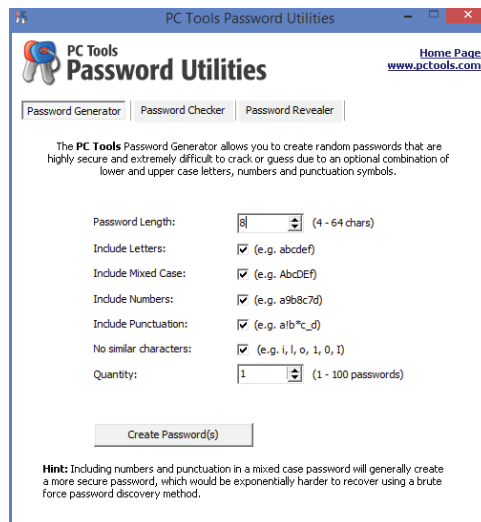 PC Tools Password Utilities
PC Tools
Password Utilities
Home Page
www.pctools.com
Password Generator Password Checker Password Revealer
The PC Tools Password Generator allows you to create random passwords that are
highly secure and extremely difficult to crack or guess due to an optional combination of
lower and upper case letters, numbers and punctuation symbols.
Password Length: 8 (4 - 64 chars)
Include Letters: (e.g. abcdef)
Include Mixed Case: (e.g. AbcDEf)
Include Numbers: (e.g. a9b8c7d)
Include Punctuation: (e.g. a!b*c_d)
No similar characters: (e.g. i, l, o, 1, 0, I)
Quantity: 1 (1 - 100 passwords)
Create Password(s)
Hint: Including numbers and punctuation in a mixed case password will generally create
a more secure password, which would be exponentially harder to recover using a brute
force password discovery method.